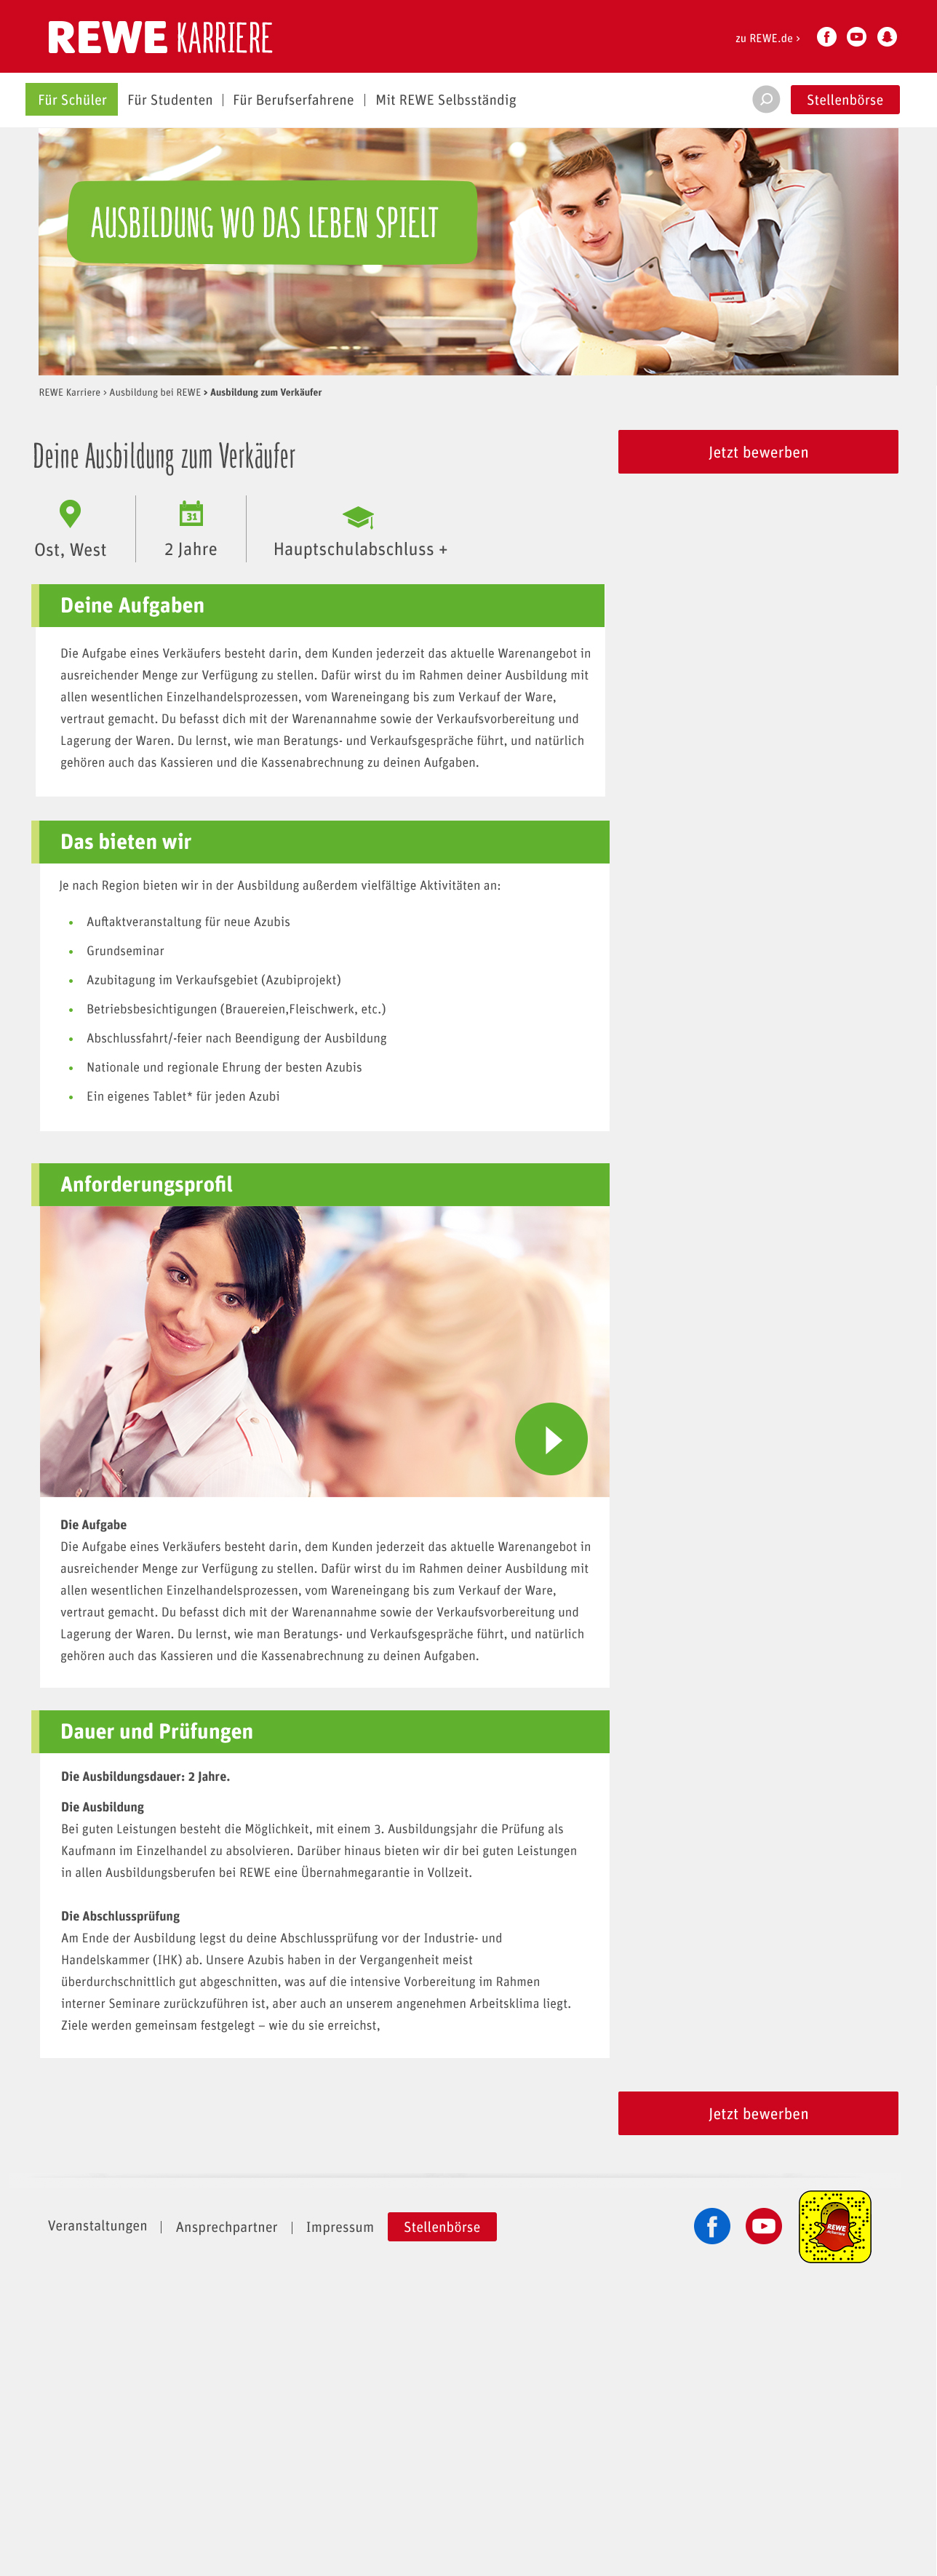 REWE KARRIERE
zu REWE.de ›
Für Schüler
Für Studenten | Für Berufserfahrene | Mit REWE Selbsständig
Stellenbörse
AUSBILDUNG WO DAS LEBEN SPIELT
REWE Karriere › Ausbildung bei REWE › Ausbildung zum Verkäufer
Deine Ausbildung zum Verkäufer
Jetzt bewerben
31
Ost, West
2 Jahre
Hauptschulabschluss +
Deine Aufgaben
Die Aufgabe eines Verkäufers besteht darin, dem Kunden jederzeit das aktuelle Warenangebot in
ausreichender Menge zur Verfügung zu stellen. Dafür wirst du im Rahmen deiner Ausbildung mit
allen wesentlichen Einzelhandelsprozessen, vom Wareneingang bis zum Verkauf der Ware,
vertraut gemacht. Du befasst dich mit der Warenannahme sowie der Verkaufsvorbereitung und
Lagerung der Waren. Du lernst, wie man Beratungs- und Verkaufsgespräche führt, und natürlich
gehören auch das Kassieren und die Kassenabrechnung zu deinen Aufgaben.
Das bieten wir
Je nach Region bieten wir in der Ausbildung außerdem vielfältige Aktivitäten an:
• Auftaktveranstaltung für neue Azubis
• Grundseminar
• Azubitagung im Verkaufsgebiet (Azubiprojekt)
• Betriebsbesichtigungen (Brauereien,Fleischwerk, etc.)
• Abschlussfahrt/-feier nach Beendigung der Ausbildung
• Nationale und regionale Ehrung der besten Azubis
• Ein eigenes Tablet* für jeden Azubi
Anforderungsprofil
Die Aufgabe
Die Aufgabe eines Verkäufers besteht darin, dem Kunden jederzeit das aktuelle Warenangebot in
ausreichender Menge zur Verfügung zu stellen. Dafür wirst du im Rahmen deiner Ausbildung mit
allen wesentlichen Einzelhandelsprozessen, vom Wareneingang bis zum Verkauf der Ware,
vertraut gemacht. Du befasst dich mit der Warenannahme sowie der Verkaufsvorbereitung und
Lagerung der Waren. Du lernst, wie man Beratungs- und Verkaufsgespräche führt, und natürlich
gehören auch das Kassieren und die Kassenabrechnung zu deinen Aufgaben.
Dauer und Prüfungen
Die Ausbildungsdauer: 2 Jahre.
Die Ausbildung
Bei guten Leistungen besteht die Möglichkeit, mit einem 3. Ausbildungsjahr die Prüfung als
Kaufmann im Einzelhandel zu absolvieren. Darüber hinaus bieten wir dir bei guten Leistungen
in allen Ausbildungsberufen bei REWE eine Übernahmegarantie in Vollzeit.
Die Abschlussprüfung
Am Ende der Ausbildung legst du deine Abschlussprüfung vor der Industrie- und
Handelskammer (IHK) ab. Unsere Azubis haben in der Vergangenheit meist
überdurchschnittlich gut abgeschnitten, was auf die intensive Vorbereitung im Rahmen
interner Seminare zurückzuführen ist, aber auch an unserem angenehmen Arbeitsklima liegt.
Ziele werden gemeinsam festgelegt – wie du sie erreichst,
Jetzt bewerben
Veranstaltungen | Ansprechpartner | Impressum
Stellenbörse
REWE